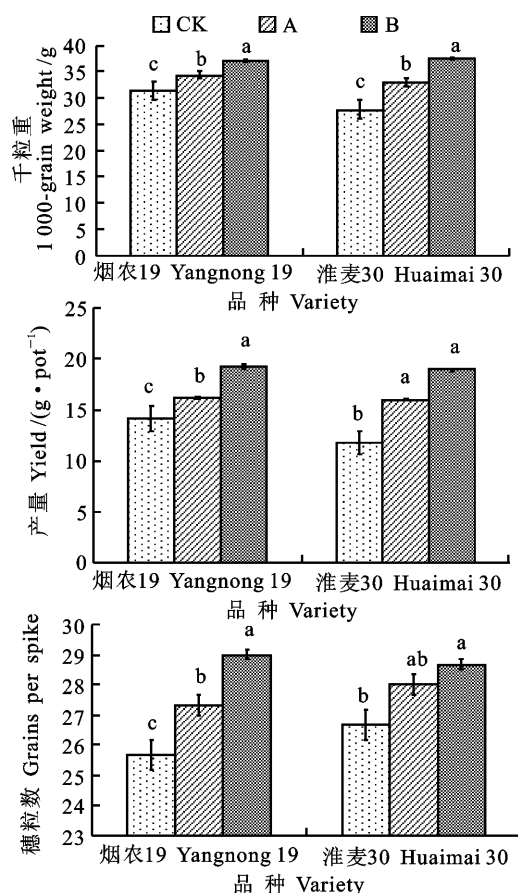 CK A B
千粒重
1 000-grain weight/g
40
35
30
25
20
15
10
5
0
c b a c b a
烟农19 Yangnong 19 淮麦30 Huaimai 30
品 种 Variety
产量 Yield/(g·pot⁻¹)
25
20
15
10
5
0
c b a b a a
烟农19 Yangnong 19 淮麦30 Huaimai 30
品 种 Variety
穗粒数 Grains per spike
30
29
28
27
26
25
24
23
c b a b ab a
烟农19 Yangnong 19 淮麦30 Huaimai 30
品 种 Variety